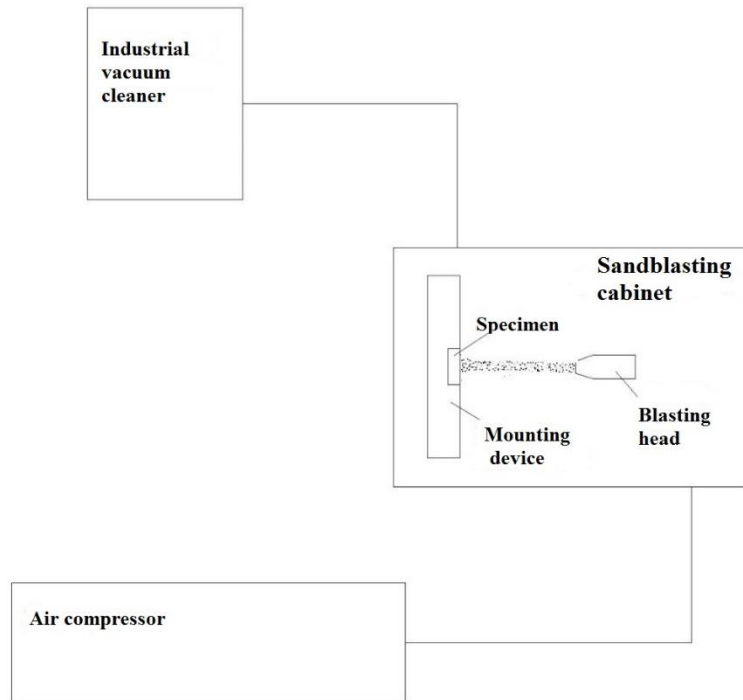 Industrial
vacuum
cleaner
Sandblasting
cabinet
Specimen
Blasting
head
Mounting
device
Air compressor